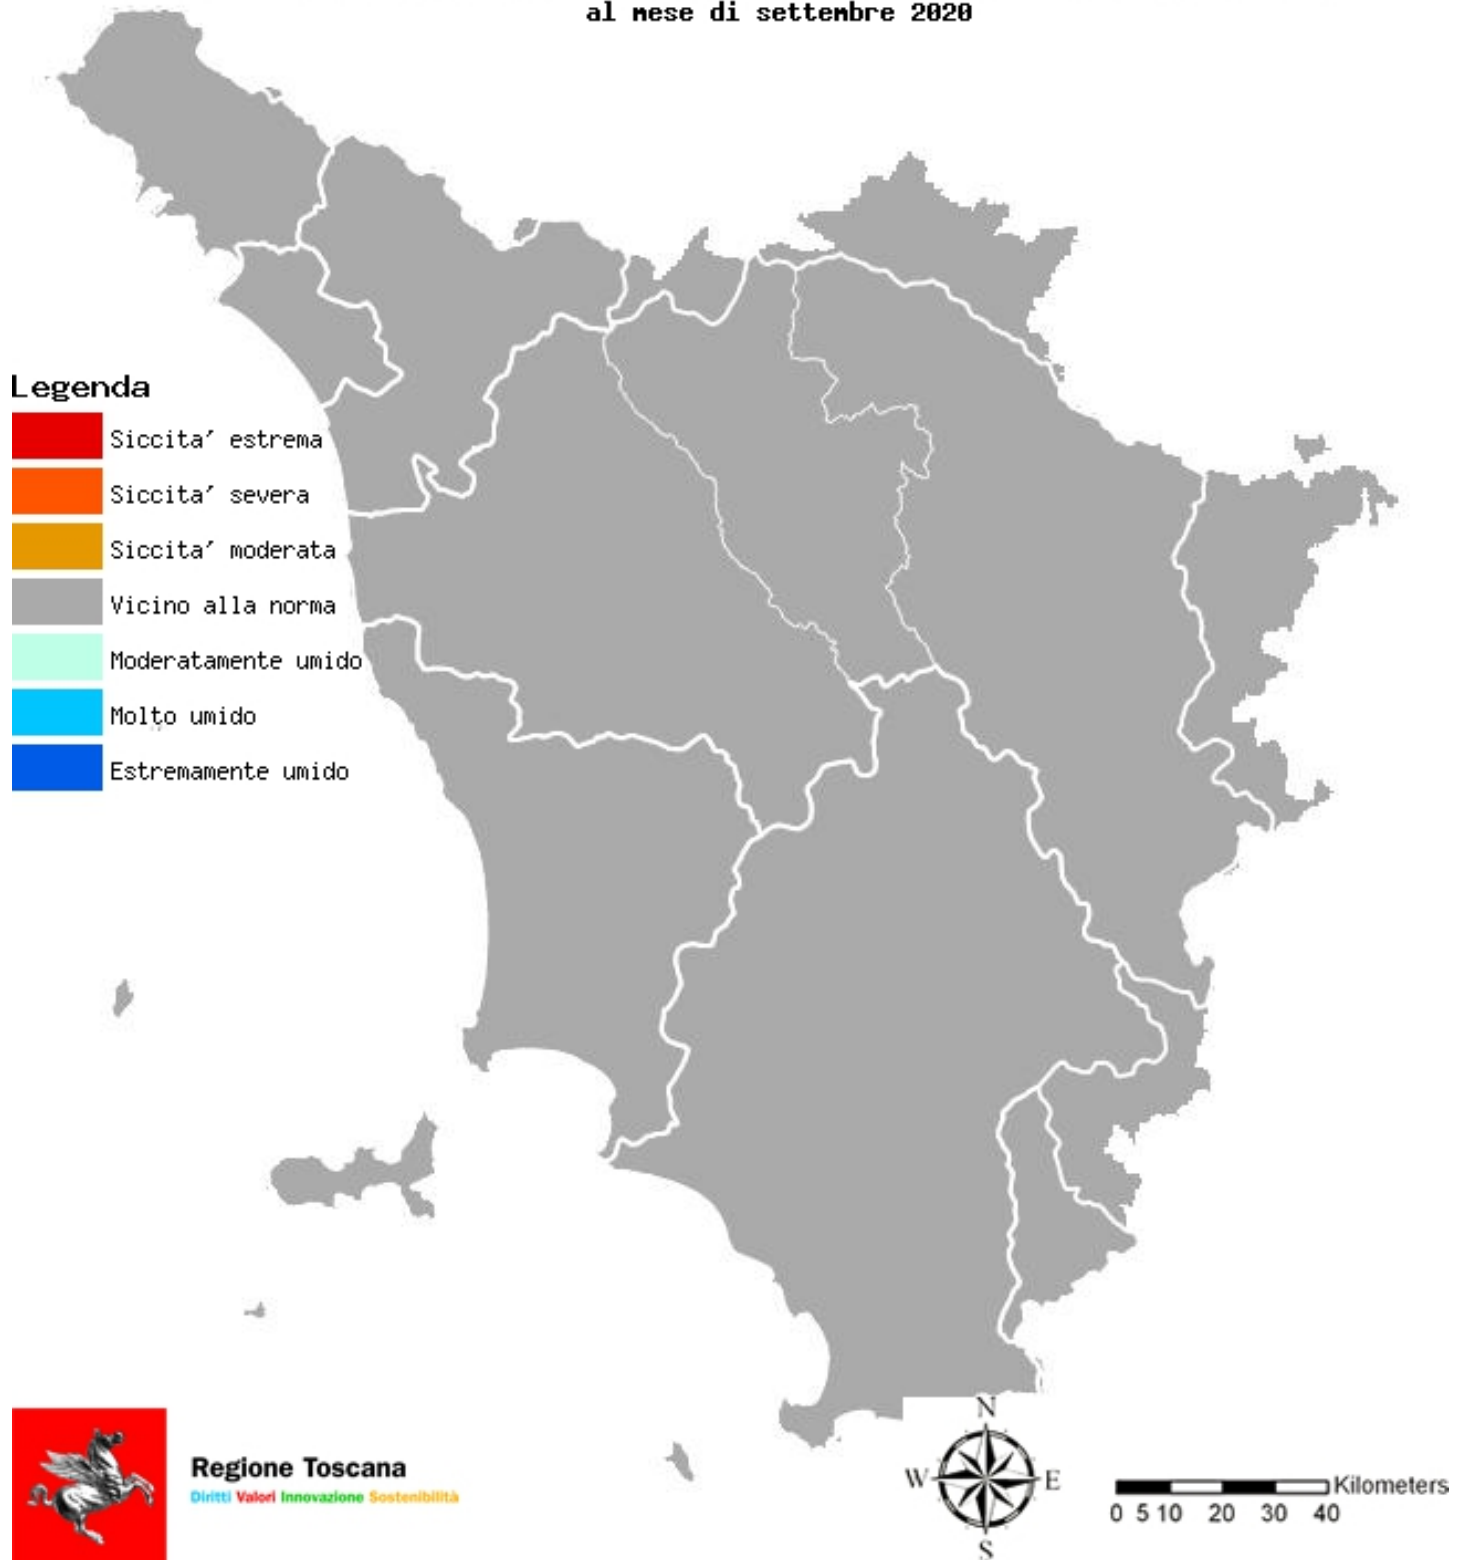 al mese di settembre 2020
Legenda
Siccita' estrema
Siccita' severa
Siccita' moderata
Vicino alla norma
Moderatamente umido
Molto umido
Estremamente umido
Regione Toscana
Diritti Valori Innovazione Sostenibilità
N
W E
S
Kilometers
0 5 10 20 30 40